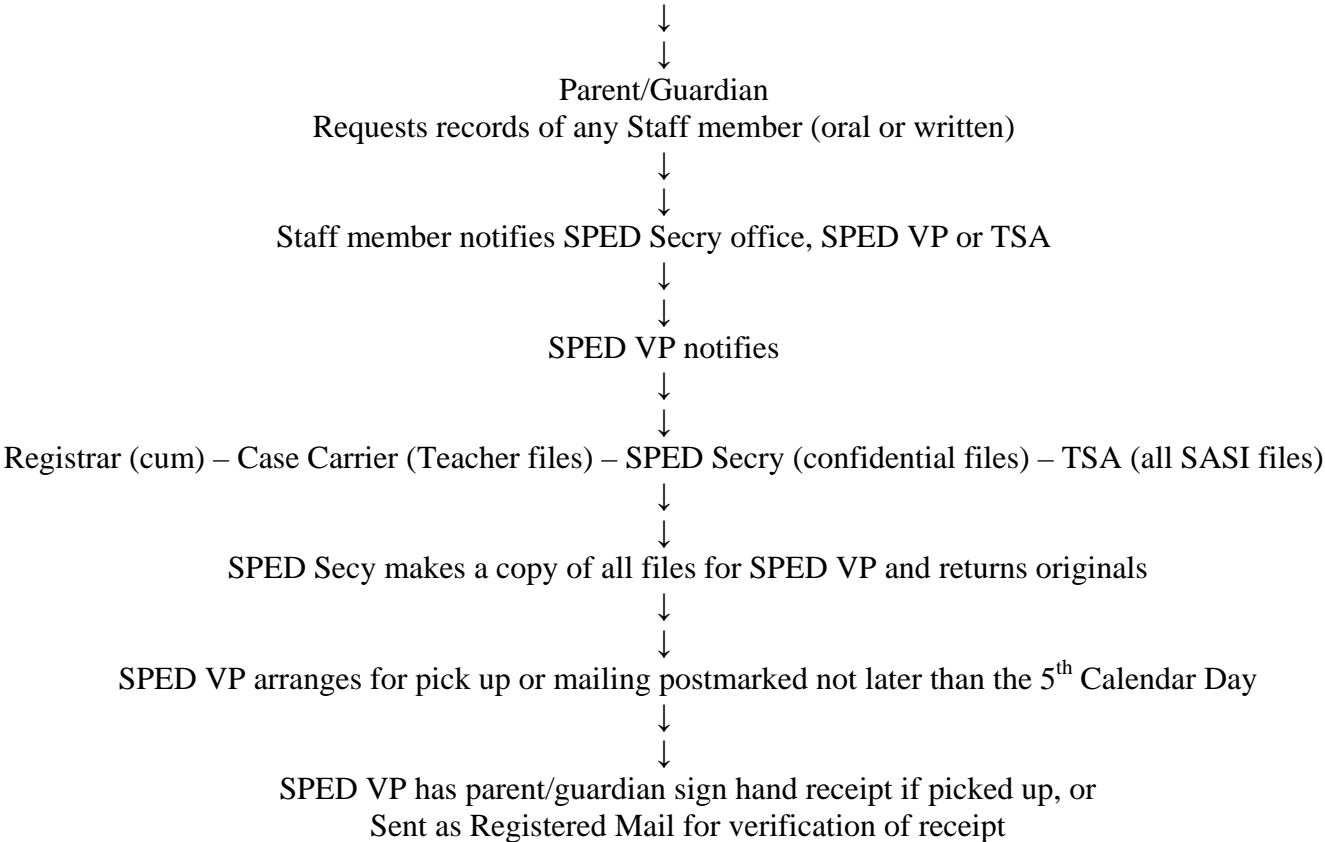 ↓
↓
Parent/Guardian
Requests records of any Staff member (oral or written)
↓
↓
Staff member notifies SPED Secry office, SPED VP or TSA
↓
↓
SPED VP notifies
↓
↓
Registrar (cum) – Case Carrier (Teacher files) – SPED Secry (confidential files) – TSA (all SASI files)
↓
↓
SPED Secy makes a copy of all files for SPED VP and returns originals
↓
↓
SPED VP arranges for pick up or mailing postmarked not later than the 5th Calendar Day
↓
↓
SPED VP has parent/guardian sign hand receipt if picked up, or
Sent as Registered Mail for verification of receipt